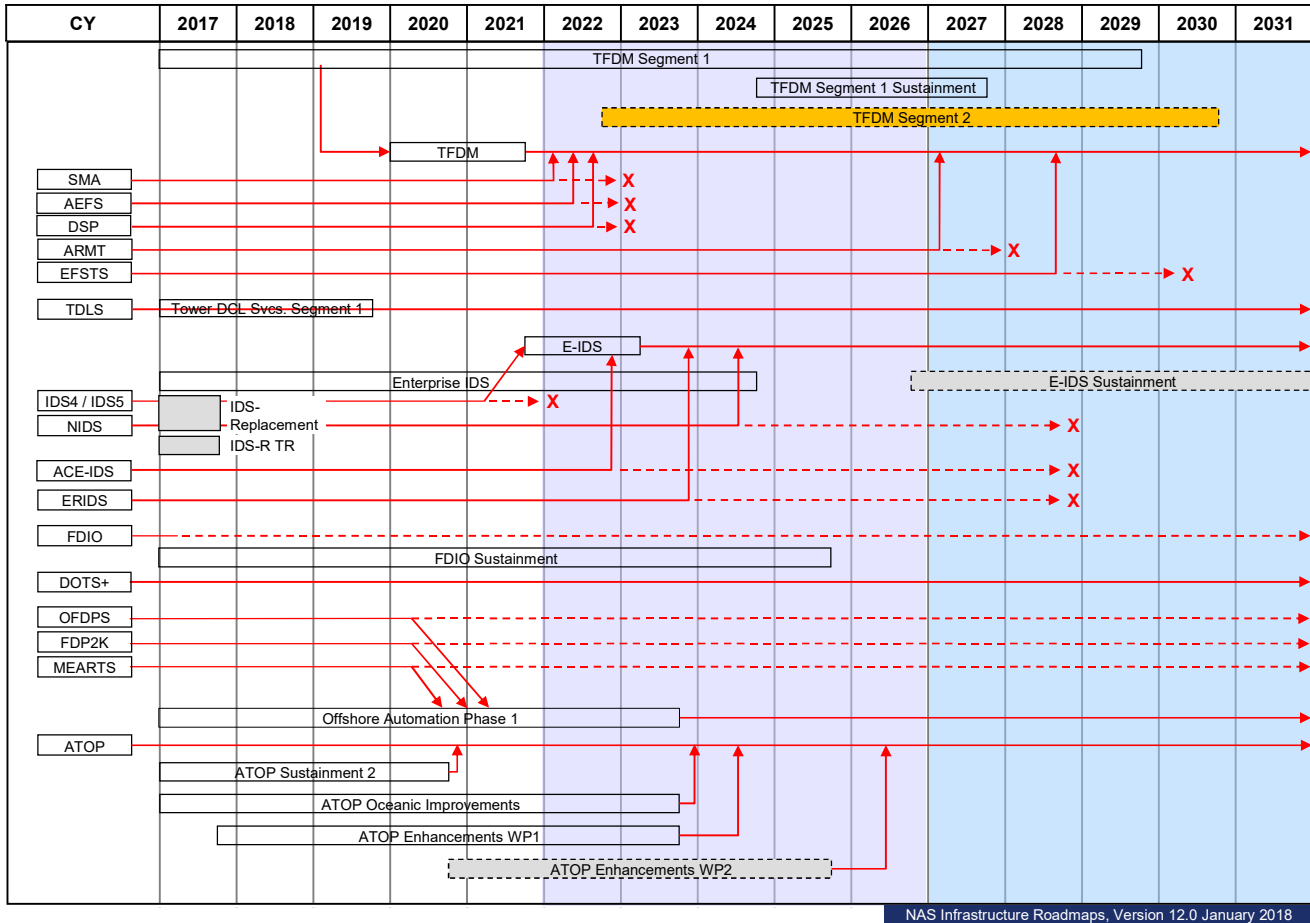 CY 2017 2018 2019 2020 2021 2022 2023 2024 2025 2026 2027 2028 2029 2030 2031
TFDM Segment 1
TFDM Segment 1 Sustainment
TFDM Segment 2
TFDM
SMA X
AEFS X
DSP X
ARMT X
EFSTS X
TDLS Tower DCL Svcs. Segment 1
E-IDS
Enterprise IDS E-IDS Sustainment
IDS4 / IDS5 IDS- X
NIDS Replacement X
IDS-R TR
ACE-IDS X
ERIDS X
FDIO
FDIO Sustainment
DOTS+
OFDPS
FDP2K
MEARTS
Offshore Automation Phase 1
ATOP
ATOP Sustainment 2
ATOP Oceanic Improvements
ATOP Enhancements WP1
ATOP Enhancements WP2
NAS Infrastructure Roadmaps, Version 12.0 January 2018